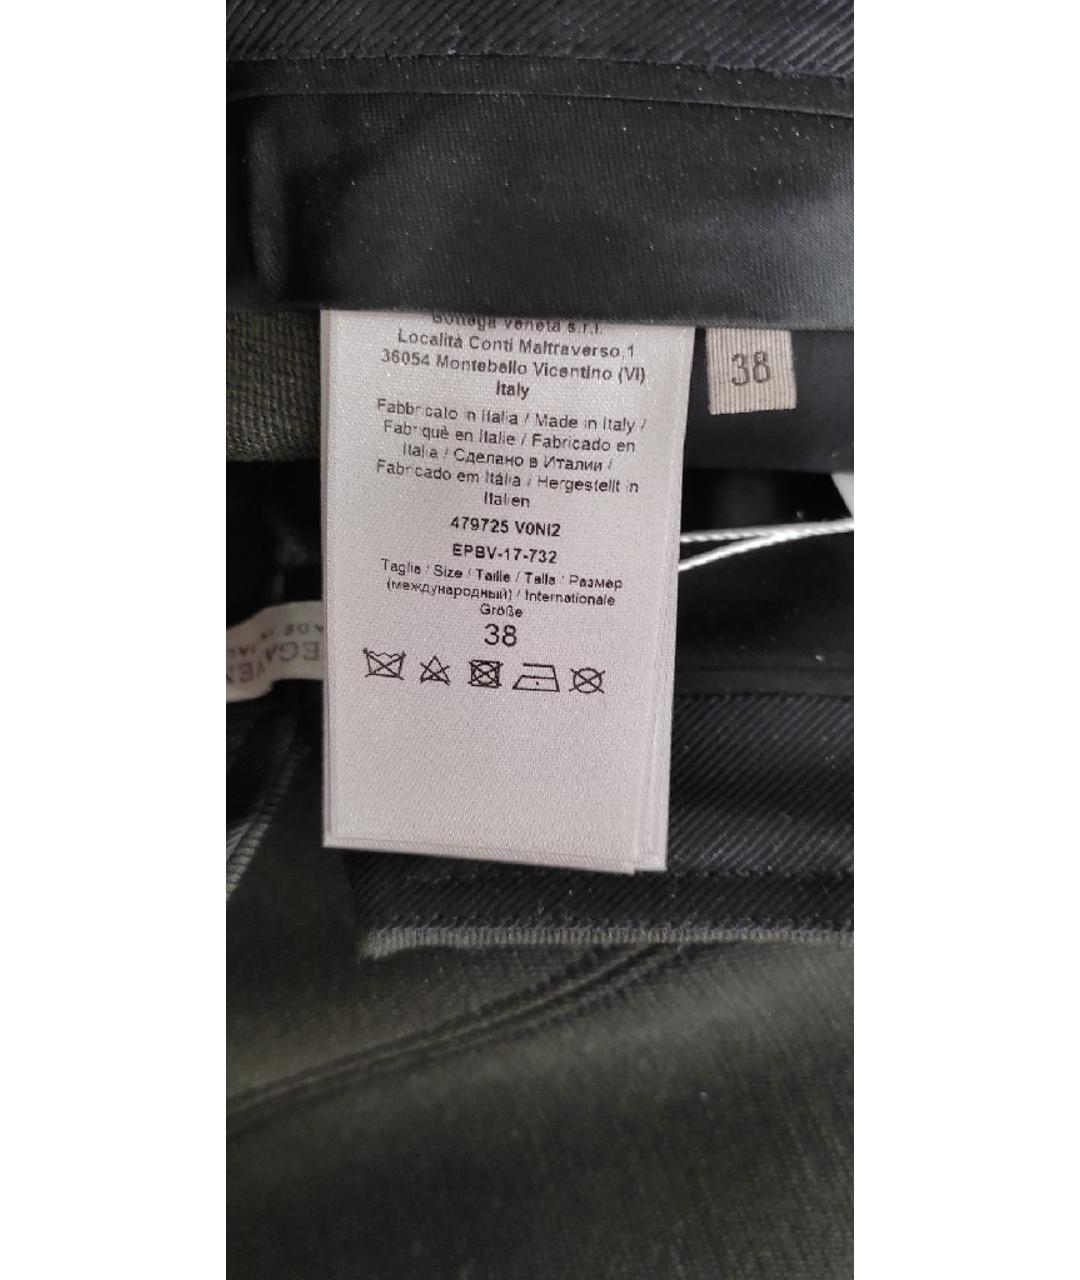 Bottega Veneta s.r.l.
Località Conti Maltraverso,1
36054 Montebello Vicentino (VI)
Italy
Fabbricato in Italia / Made in Italy /
Fabriquè en Italie / Fabricado en
Italia / Сделано в Италии /
Fabricado em Itália / Hergestellt in
Italien
479725 V0NI2
EPBV-17-732
Taglia / Size / Taille / Talla / Размер
(международный) / Internationale
Größe
38
38